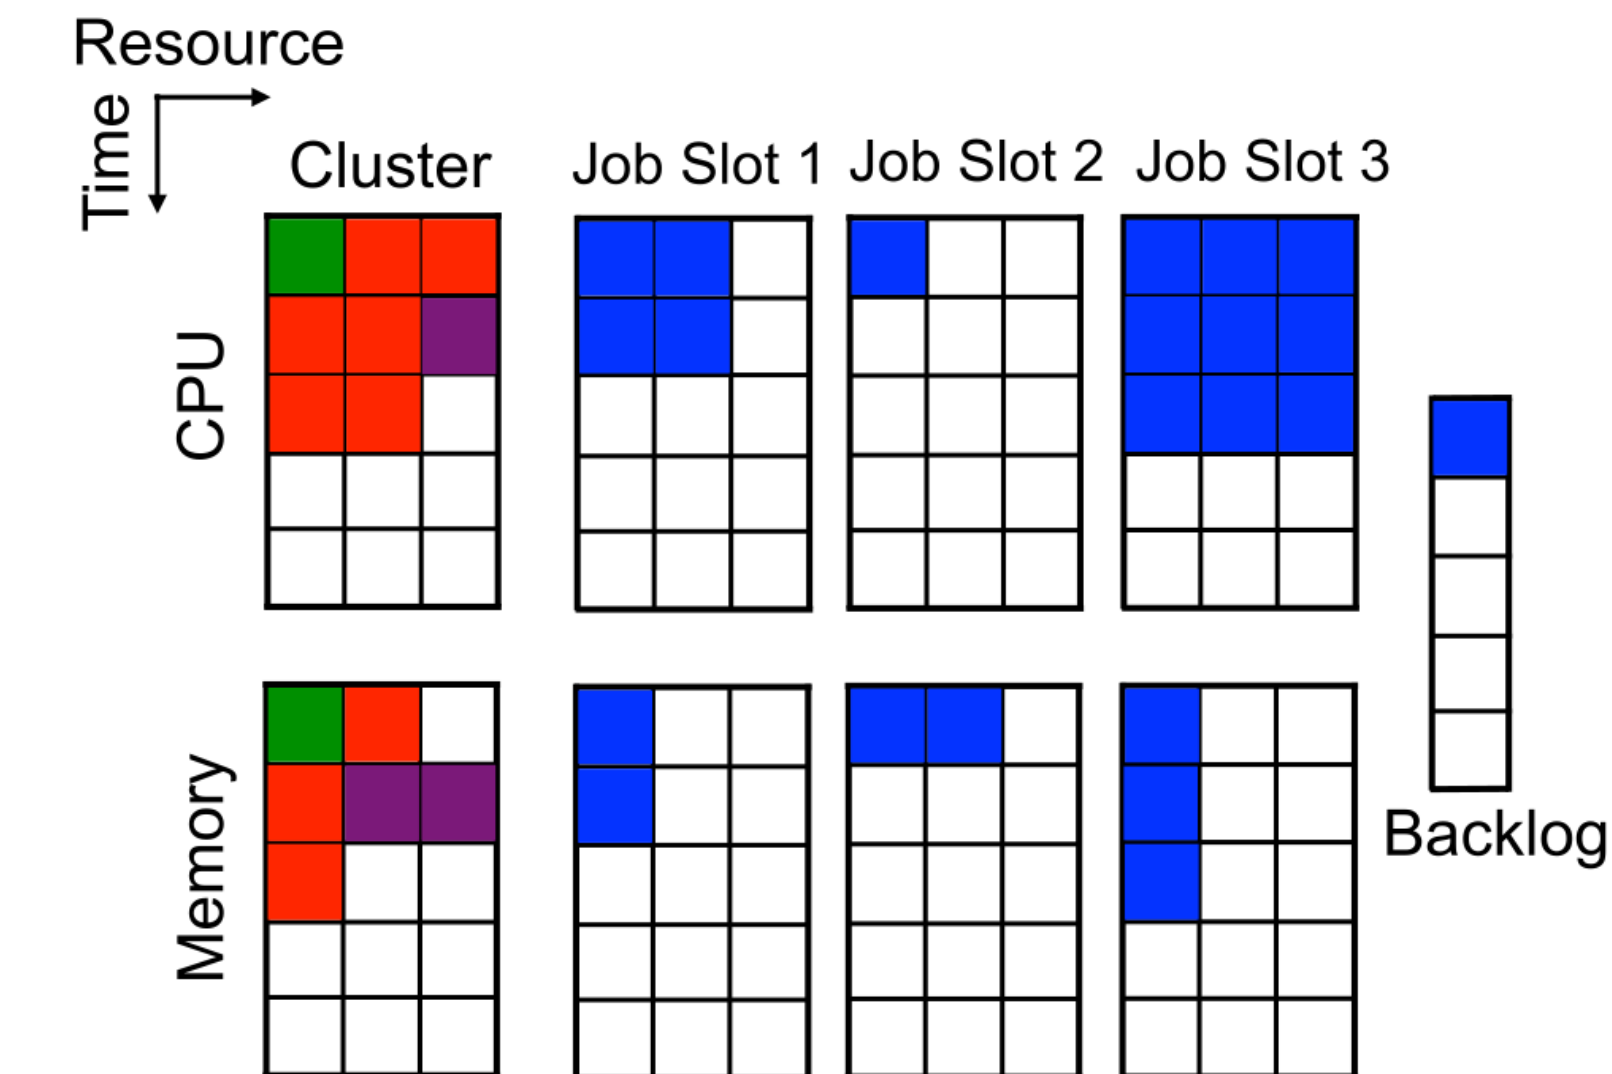 Resource
Time
Cluster
Job Slot 1
Job Slot 2
Job Slot 3
CPU
Memory
Backlog